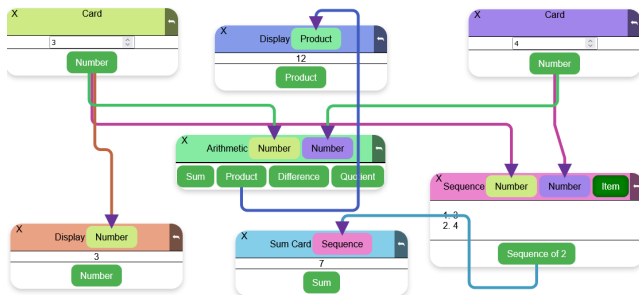 X Card
3
Number
X Display Product
12
Product
X Card
4
Number
X Arithmetic Number Number
Sum Product Difference Quotient
X Sequence Number Number Item
1. 3
2. 4
Sequence of 2
X Display Number
3
Number
X Sum Card Sequence
7
Sum